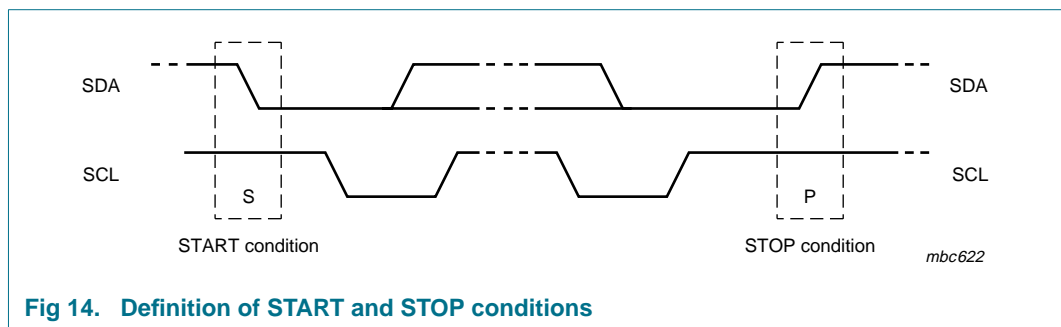 SDA
SDA
SCL
SCL
S
P
START condition
STOP condition
mbc622
Fig 14. Definition of START and STOP conditions